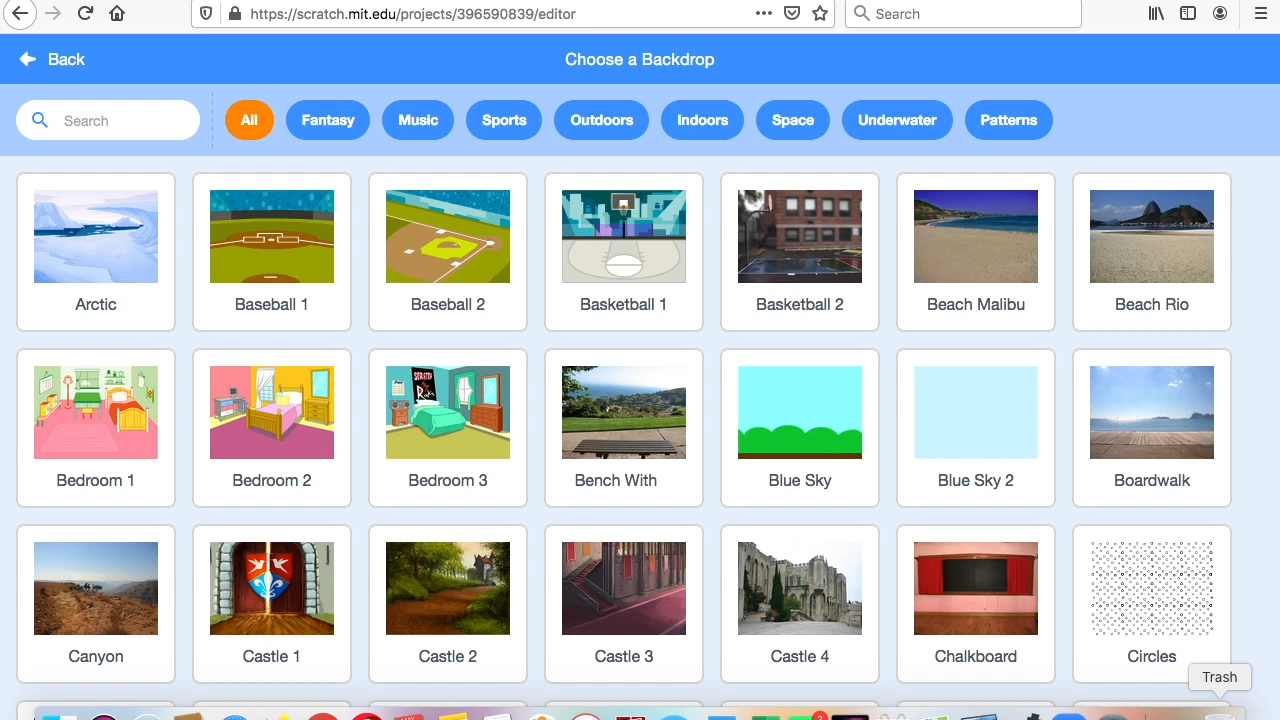 https://scratch.mit.edu/projects/396590839/editor
Search
Back
Choose a Backdrop
Search
All
Fantasy
Music
Sports
Outdoors
Indoors
Space
Underwater
Patterns
Arctic
Baseball 1
Baseball 2
Basketball 1
Basketball 2
Beach Malibu
Beach Rio
SCRATCH
Bedroom 1
Bedroom 2
Bedroom 3
Bench With
Blue Sky
Blue Sky 2
Boardwalk
Canyon
Castle 1
Castle 2
Castle 3
Castle 4
Chalkboard
Circles
Trash
2